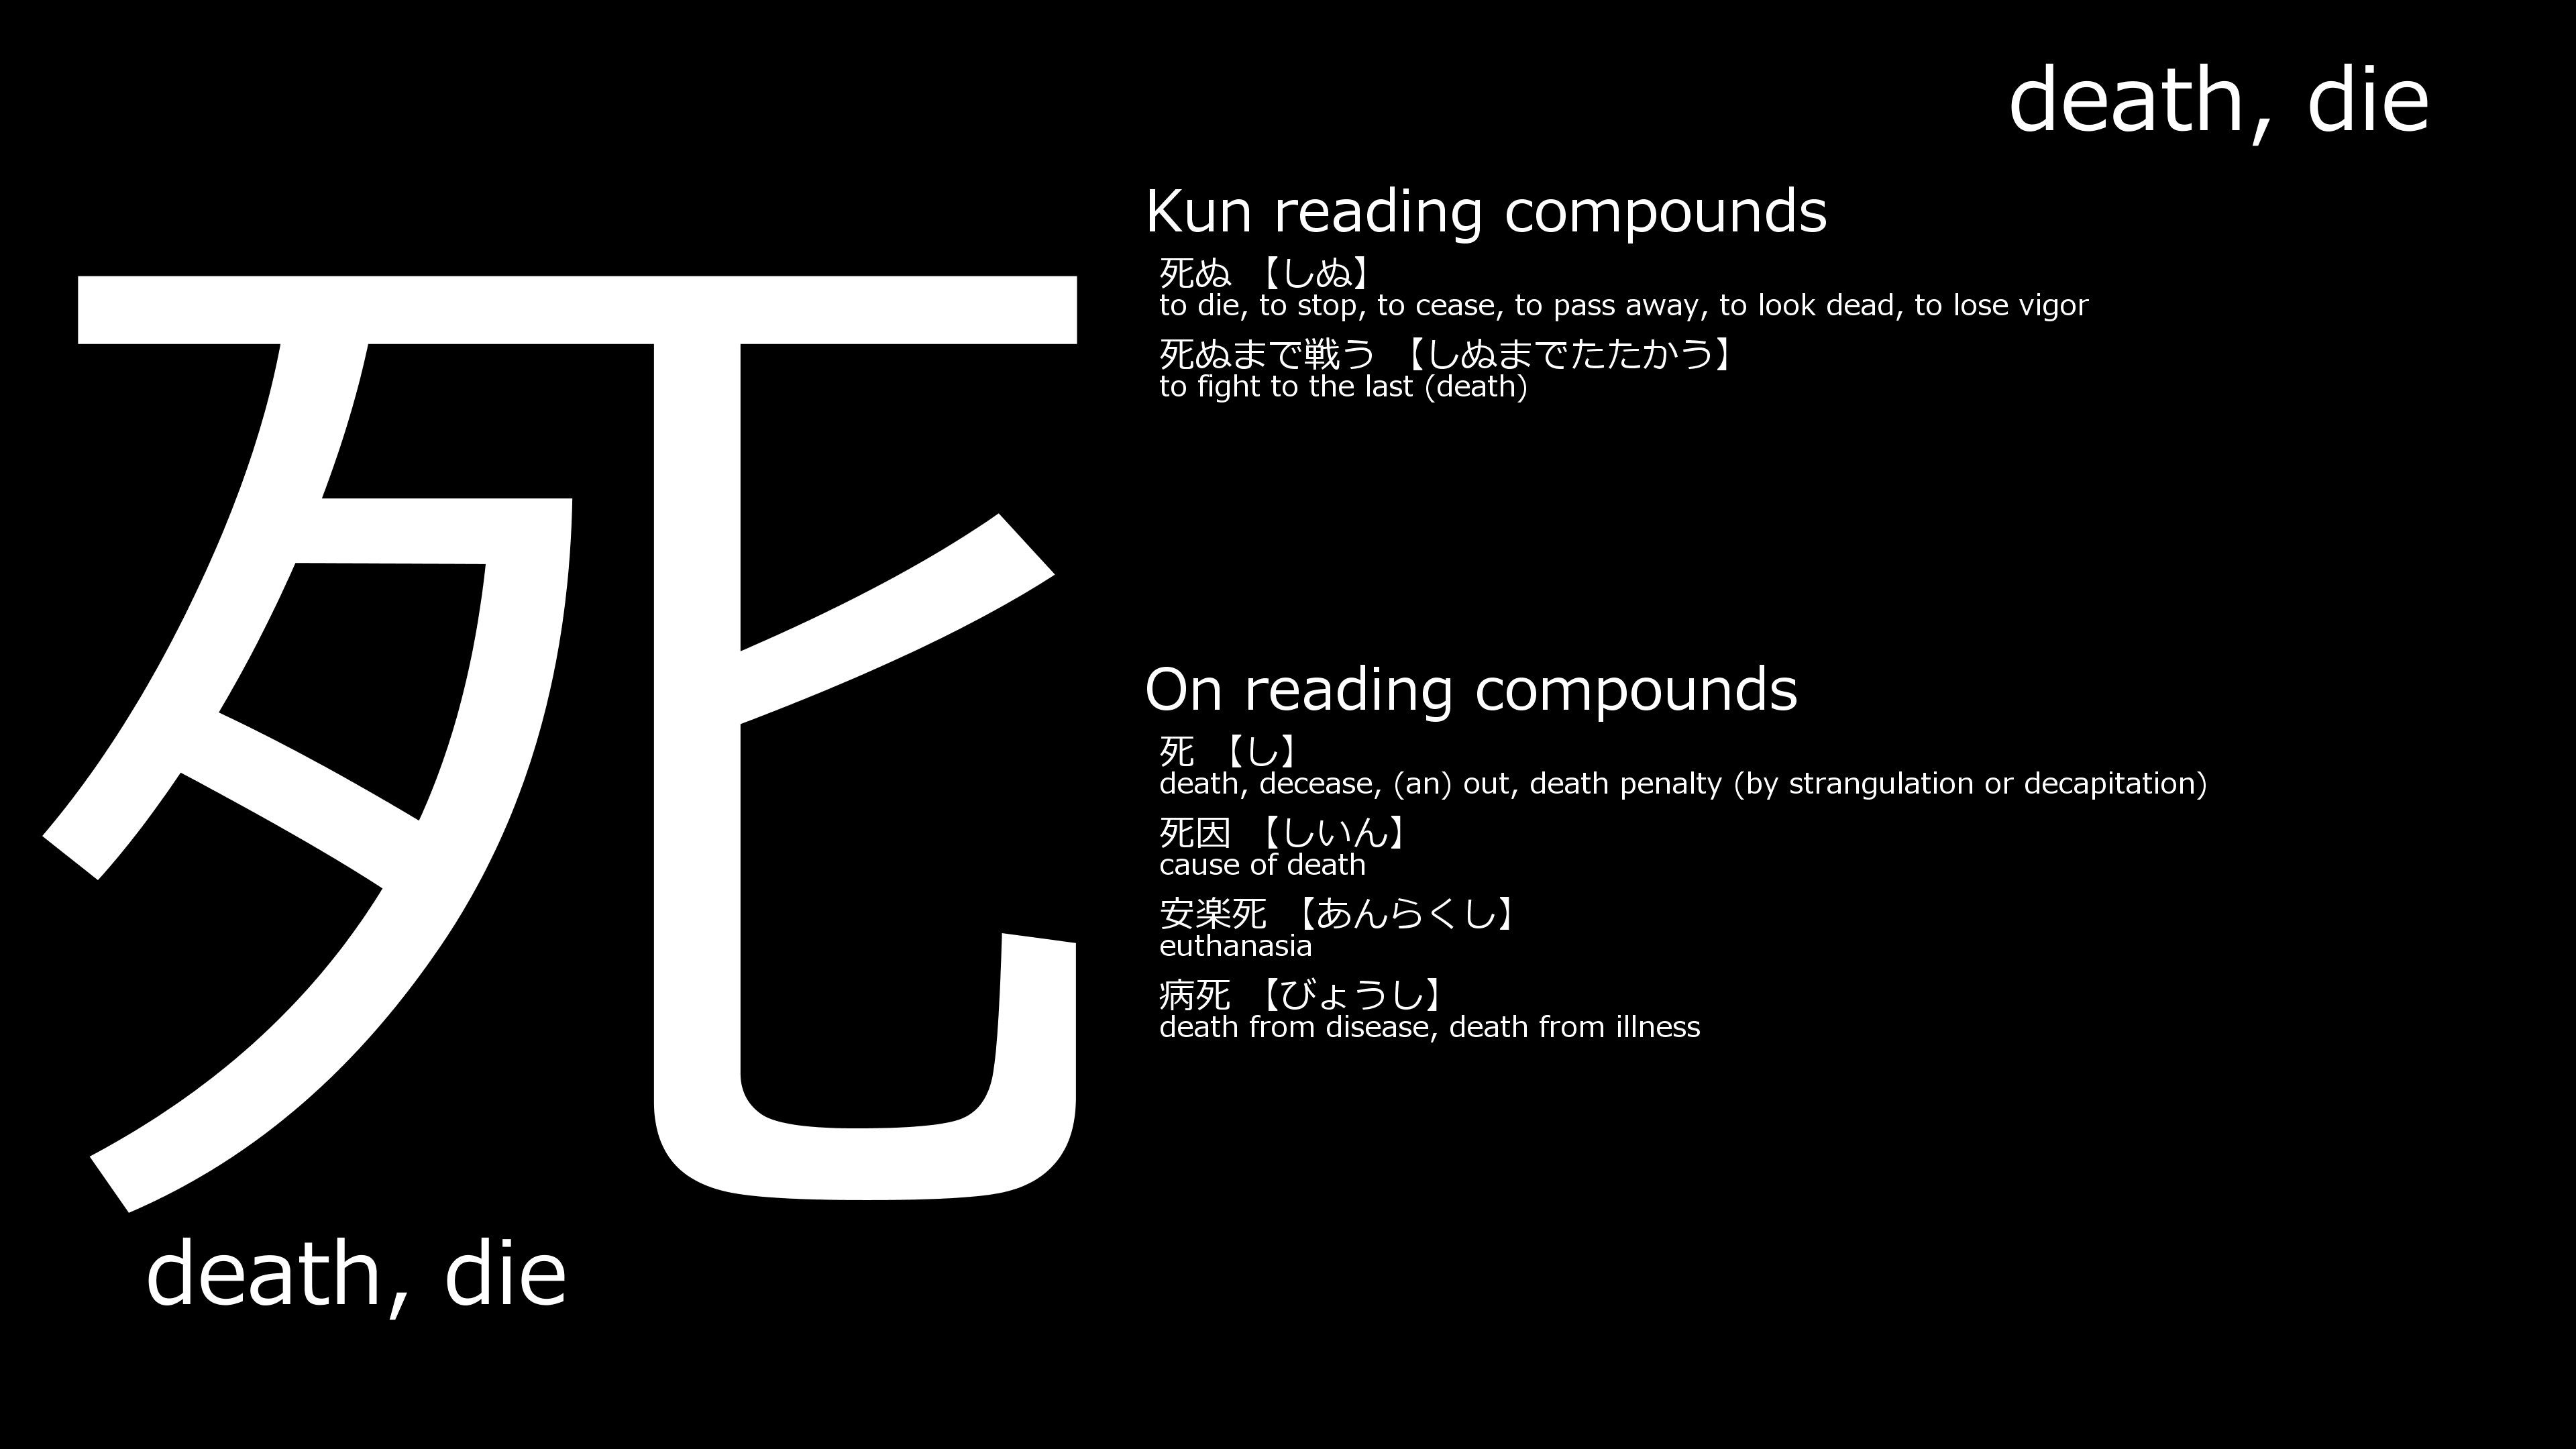 death, die
死
death, die
Kun reading compounds
死ぬ 【しぬ】
to die, to stop, to cease, to pass away, to look dead, to lose vigor
死ぬまで戦う 【しぬまでたたかう】
to fight to the last (death)
On reading compounds
死 【し】
death, decease, (an) out, death penalty (by strangulation or decapitation)
死因 【しいん】
cause of death
安楽死 【あんらくし】
euthanasia
病死 【びょうし】
death from disease, death from illness